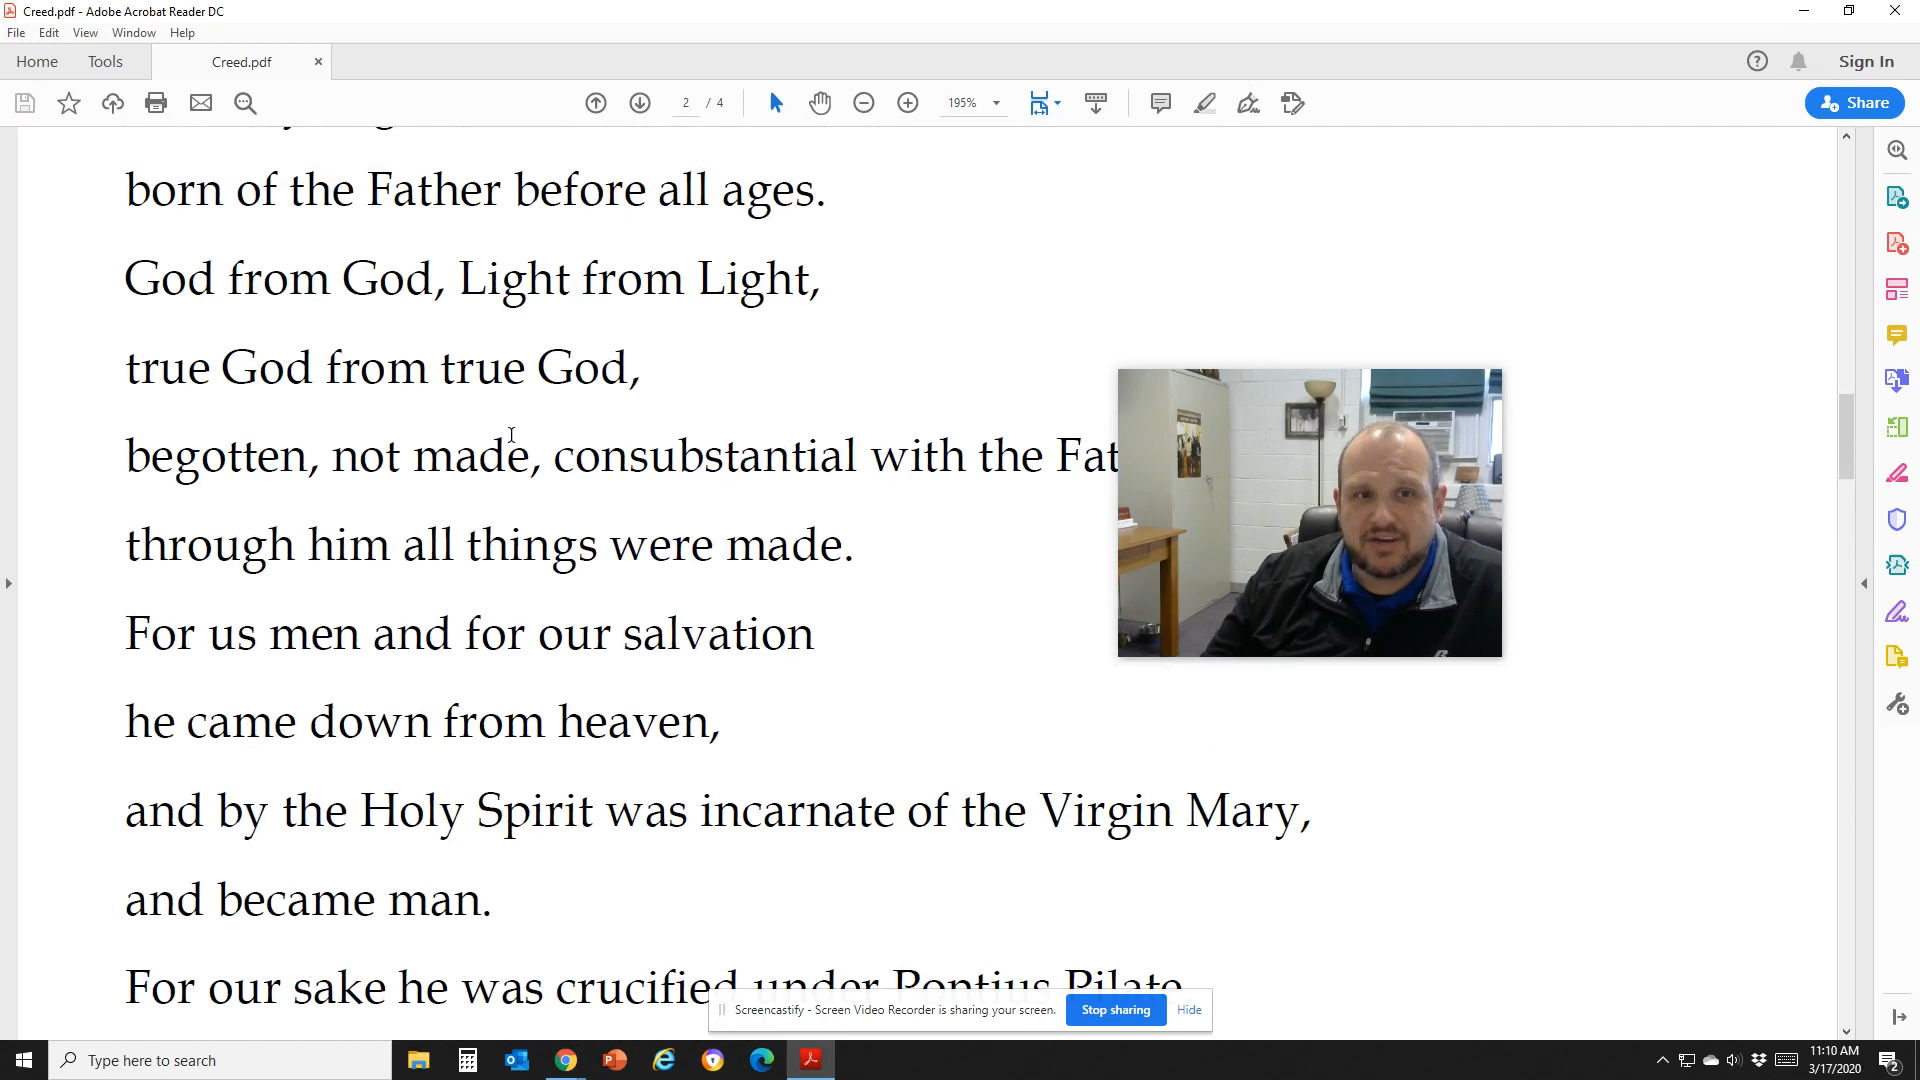 Creed.pdf - Adobe Acrobat Reader DC
File Edit View Window Help
Home Tools Creed.pdf × Sign In
2 / 4 195% Share
born of the Father before all ages.
God from God, Light from Light,
true God from true God,
begotten, not made, consubstantial with the Fat
through him all things were made.
For us men and for our salvation
he came down from heaven,
and by the Holy Spirit was incarnate of the Virgin Mary,
and became man.
For our sake he was crucified under Pontius Pilate
Screencastify - Screen Video Recorder is sharing your screen. Stop sharing Hide
Type here to search
11:10 AM
3/17/2020
2